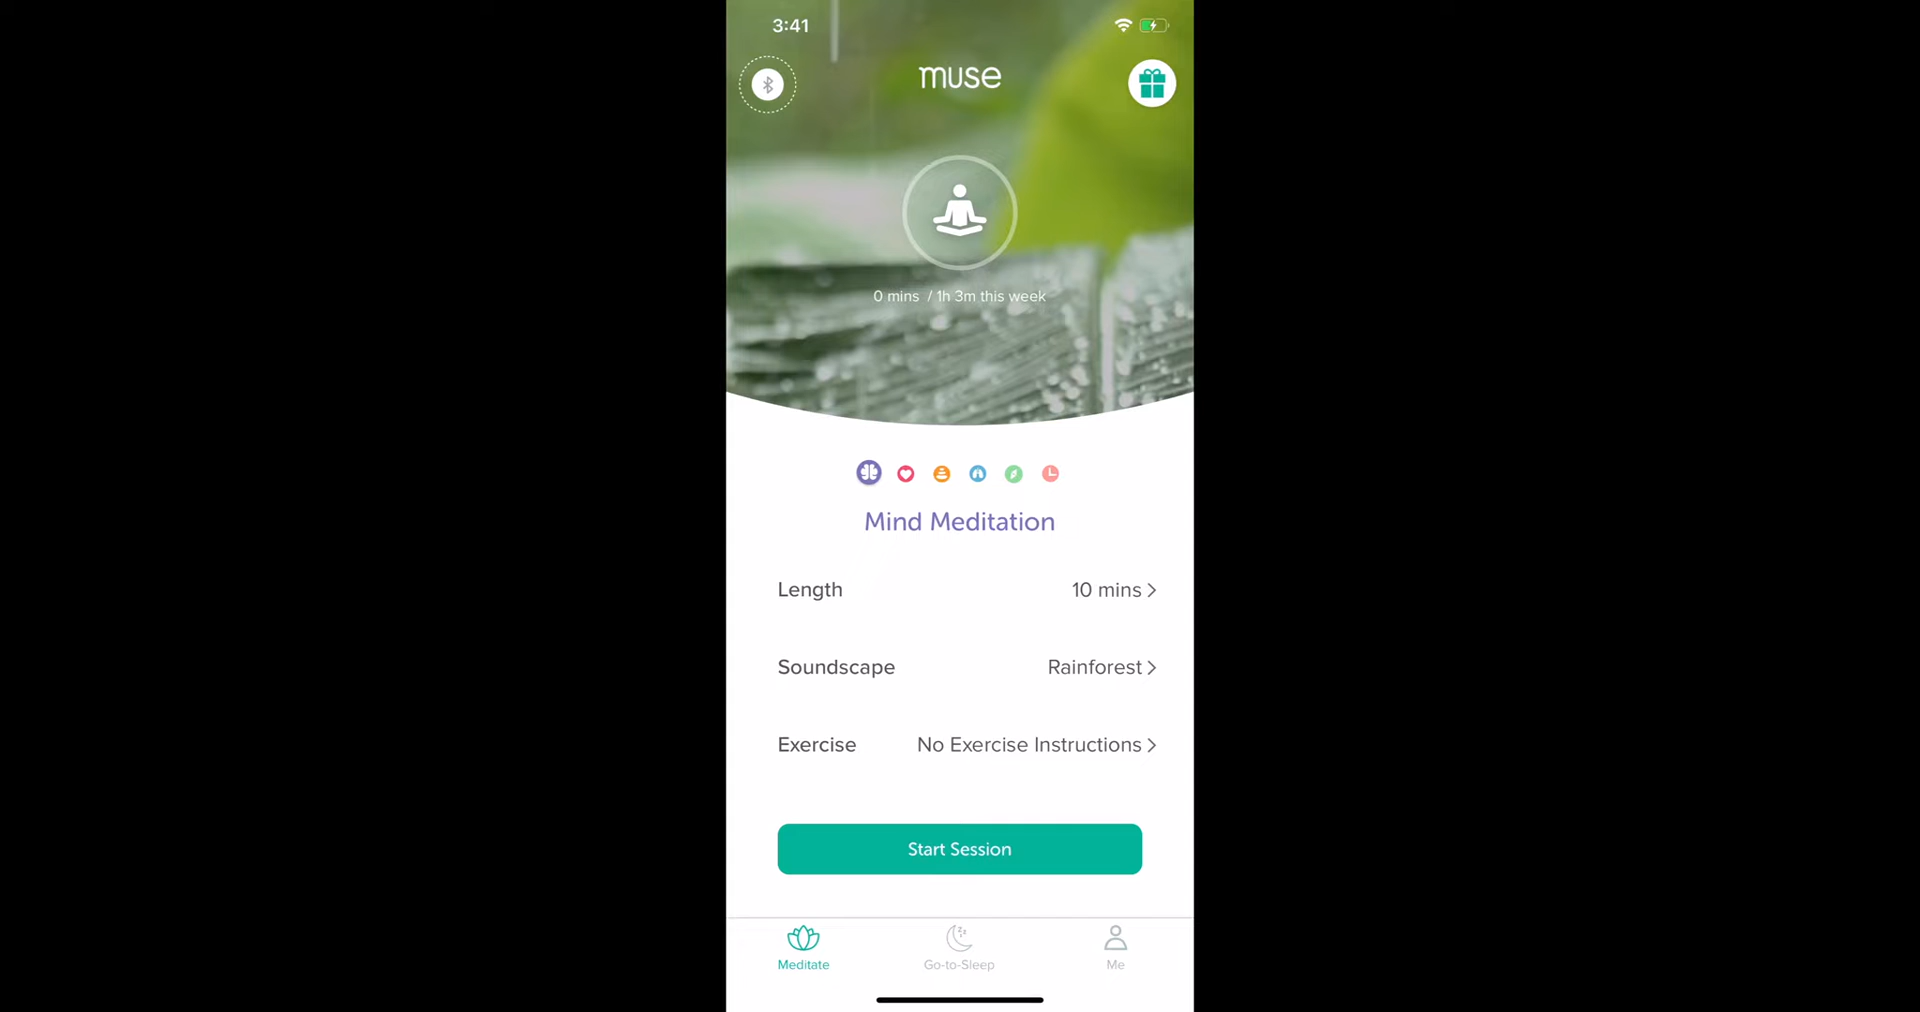 3:41
muse
0 mins / 1h 3m this week
Mind Meditation
Length 10 mins
Soundscape Rainforest
Exercise No Exercise Instructions
Start Session
Meditate Go-to-Sleep Me